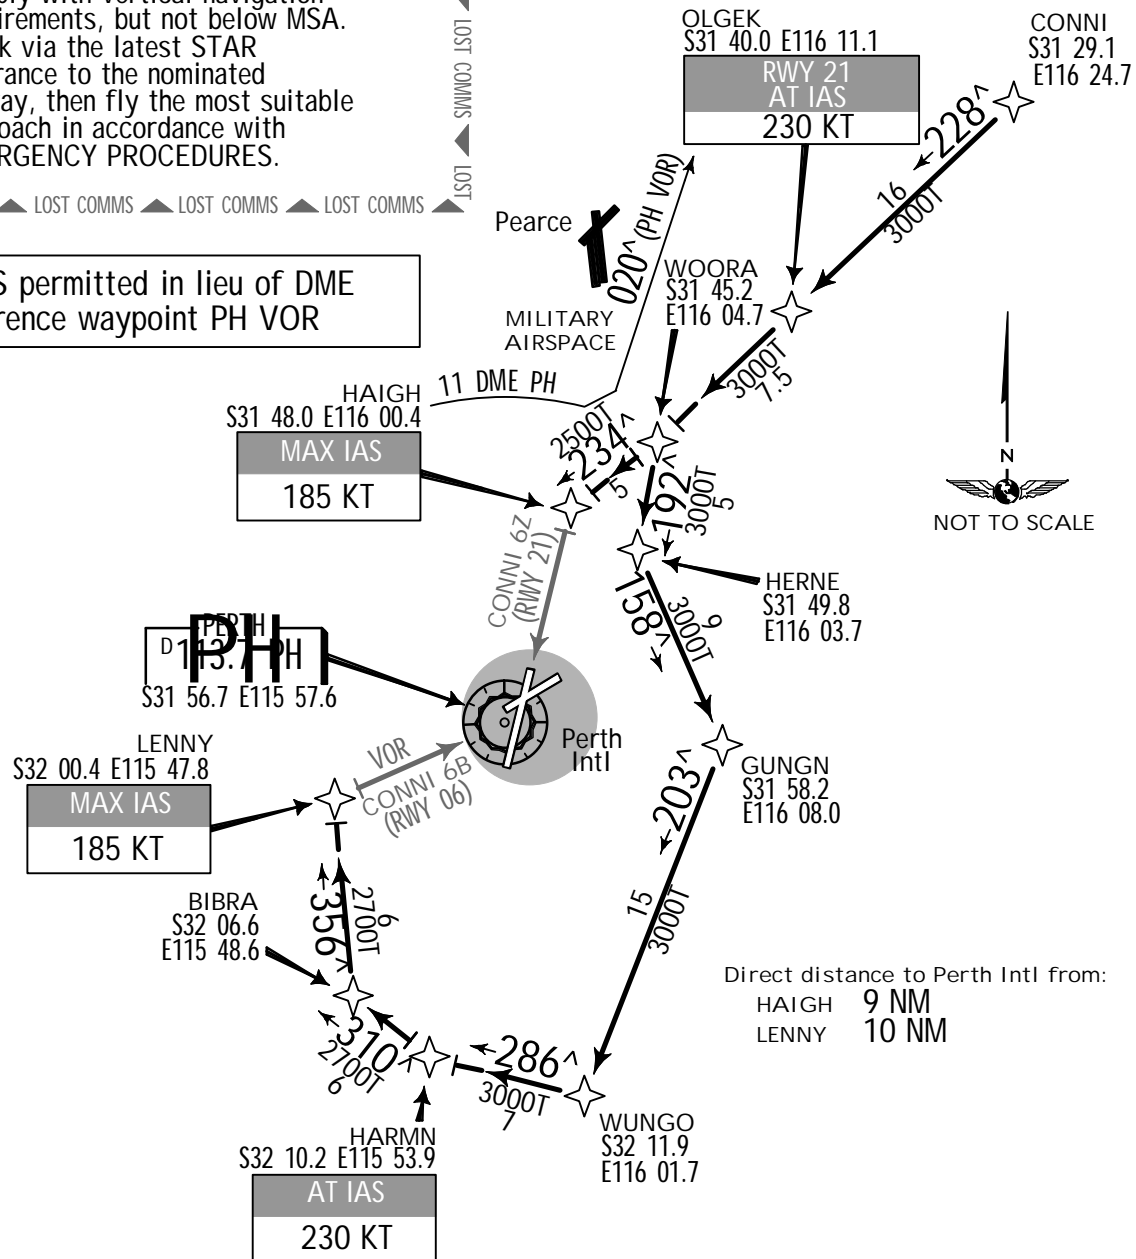 bly with vertical navigation
irements, but not below MSA.
k via the latest STAR
rance to the nominated
ay, then fly the most suitable
oach in accordance with
RGENCY PROCEDURES.
LOST COMMS
LOST
LOST COMMS LOST COMMS LOST COMMS
S permitted in lieu of DME
rence waypoint PH VOR
OLGEK
S31 40.0 E116 11.1
RWY 21
AT IAS
230 KT
CONNI
S31 29.1
E116 24.7
228^
16
3000T
Pearce
020^ (PH VOR)
MILITARY
AIRSPACE
WOORA
S31 45.2
E116 04.7
3000T
7.5
11 DME PH
HAIGH
S31 48.0 E116 00.4
MAX IAS
185 KT
2500T
234^
5
192^
3000T
5
N
NOT TO SCALE
CONNI 6Z
(RWY 21)
HERNE
S31 49.8
E116 03.7
158^
9
3000T
PERTH
D 113.7 PH
PH
S31 56.7 E115 57.6
Perth
Intl
LENNY
S32 00.4 E115 47.8
MAX IAS
185 KT
VOR
CONNI 6B
(RWY 06)
GUNGN
S31 58.2
E116 08.0
203^
15
3000T
BIBRA
S32 06.6
E115 48.6
356^
6
2700T
310^
2700T
6
286^
3000T
7
Direct distance to Perth Intl from:
HAIGH 9 NM
LENNY 10 NM
WUNGO
S32 11.9
E116 01.7
HARMN
S32 10.2 E115 53.9
AT IAS
230 KT